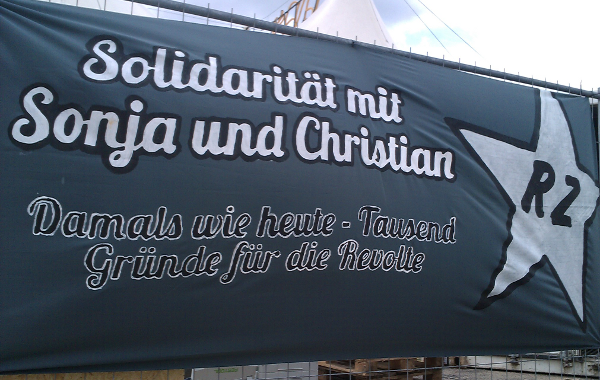 Solidarität mit
Sonja und Christian
Damals wie heute - Tausend
Gründe für die Revolte
RZ